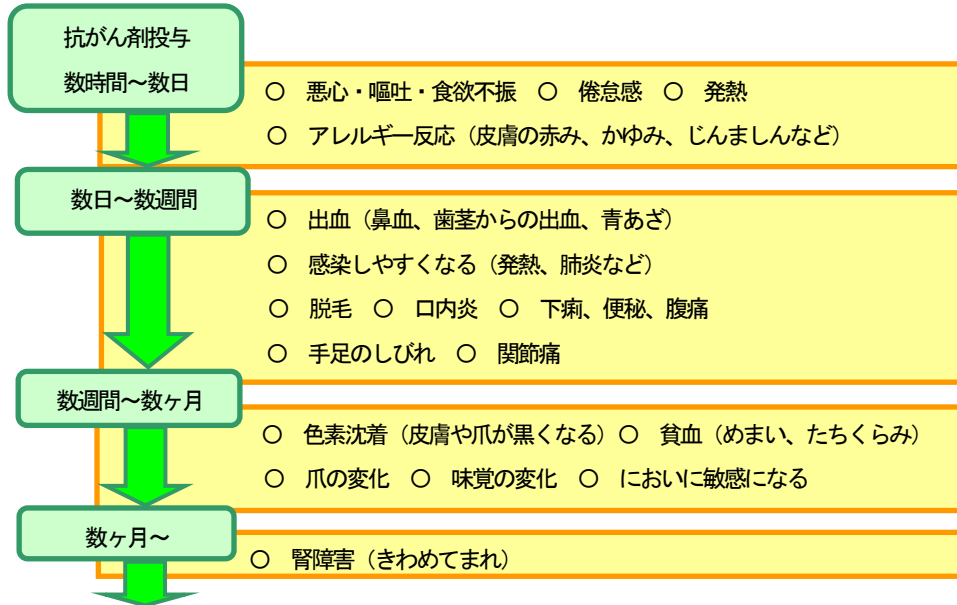 抗がん剤投与
数時間～数日
○ 悪心・嘔吐・食欲不振 ○ 倦怠感 ○ 発熱
○ アレルギー反応（皮膚の赤み、かゆみ、じんましんなど）
数日～数週間
○ 出血（鼻血、歯茎からの出血、青あざ）
○ 感染しやすくなる（発熱、肺炎など）
○ 脱毛 ○ 口内炎 ○ 下痢、便秘、腹痛
○ 手足のしびれ ○ 関節痛
数週間～数ヶ月
○ 色素沈着（皮膚や爪が黒くなる）○ 貧血（めまい、たちくらみ）
○ 爪の変化 ○ 味覚の変化 ○ においに敏感になる
数ヶ月～
○ 腎障害（きわめてまれ）